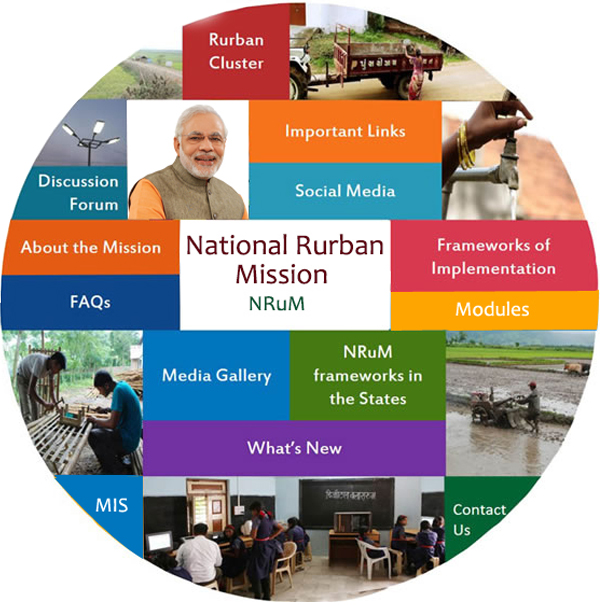 Rurban
Cluster
Important Links
Discussion
Forum
Social Media
About the Mission
National Rurban
Mission
NRuM
Frameworks of
Implementation
FAQs
Modules
Media Gallery
NRuM
frameworks in
the States
What's New
MIS
Contact
Us